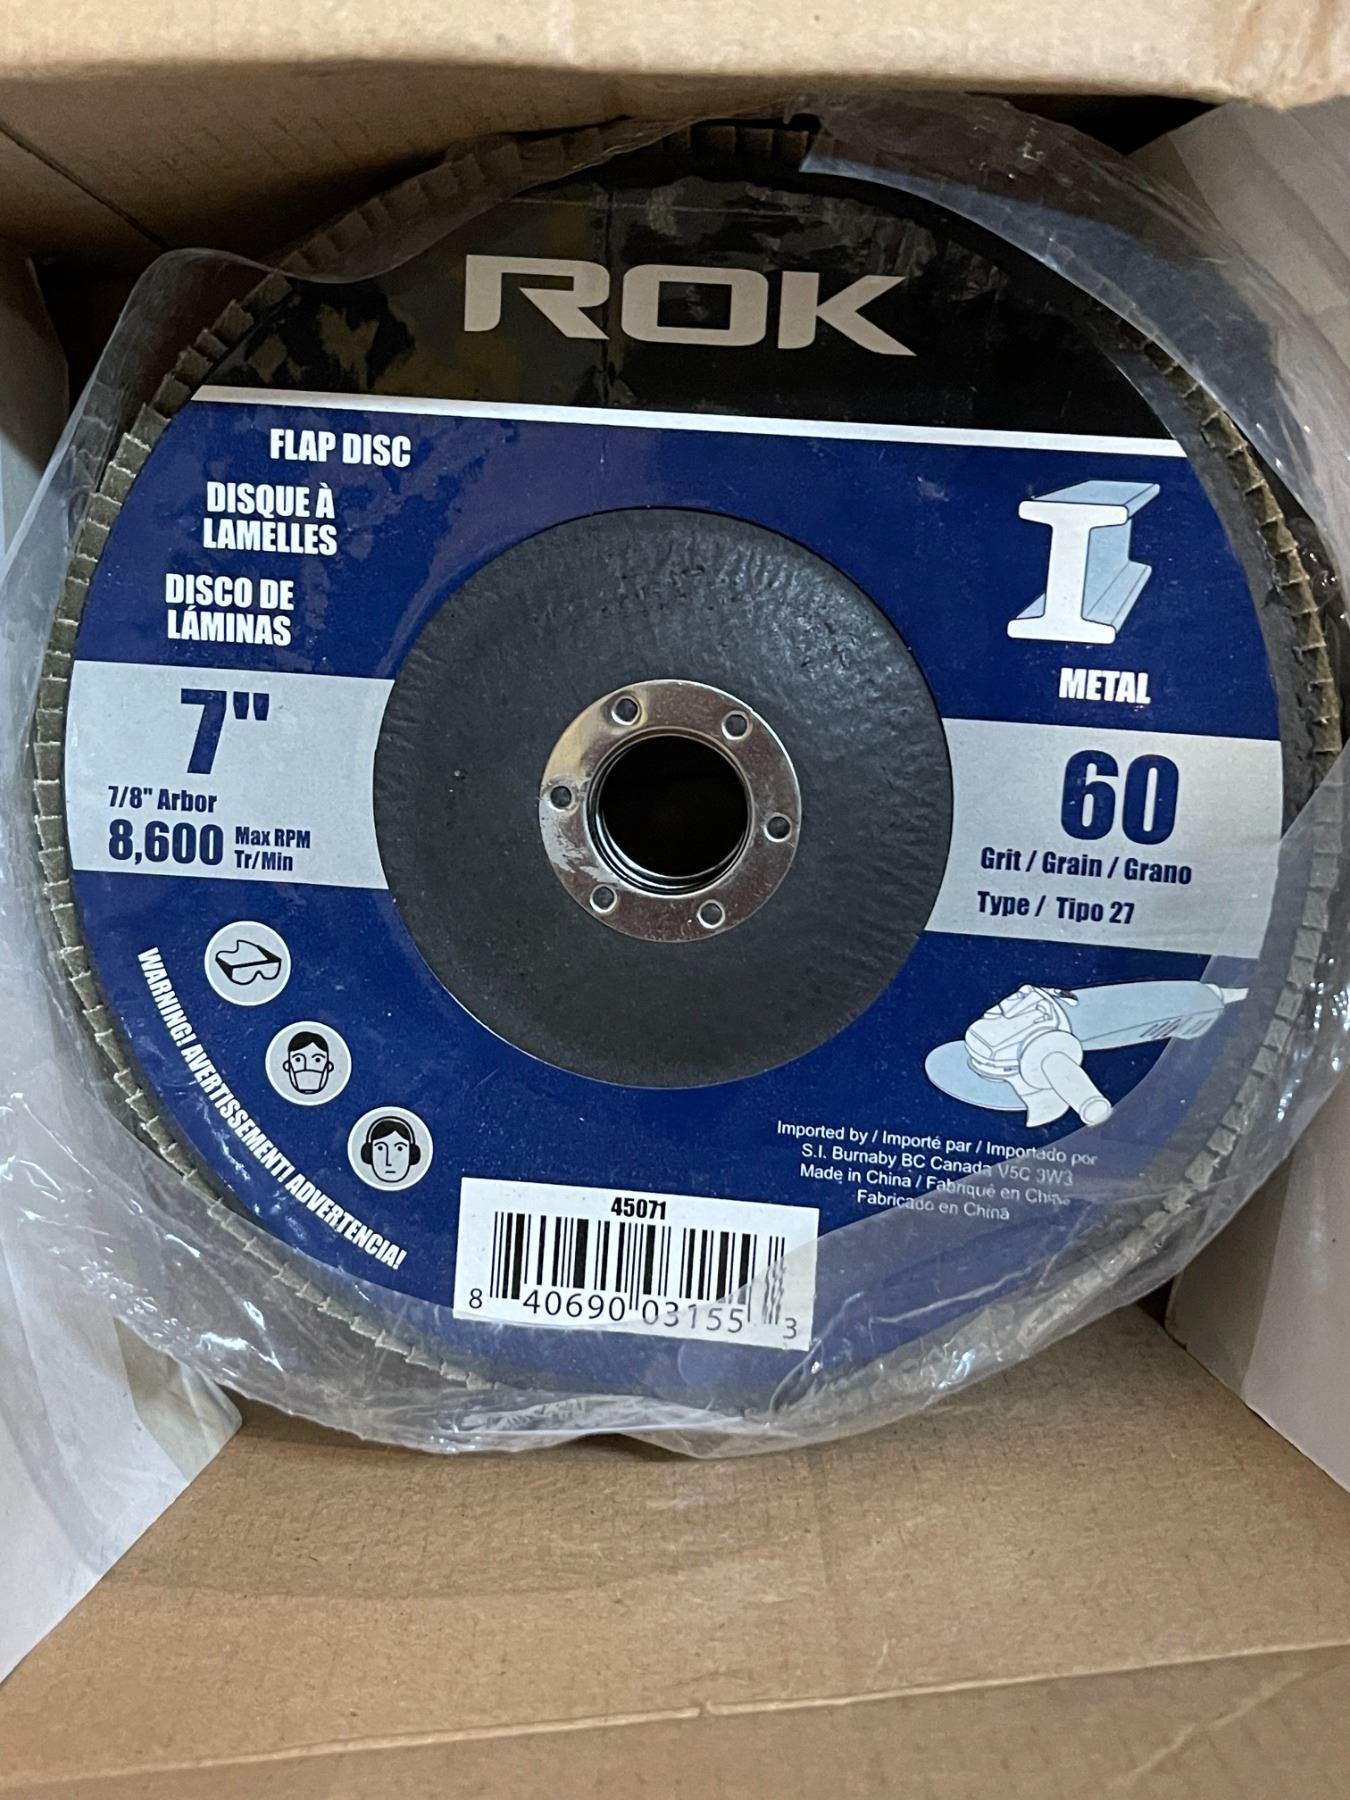 ROK
FLAP DISC
DISQUE À
LAMELLES
DISCO DE
LÁMINAS
METAL
7"
7/8" Arbor
8,600 Max RPM
Tr/Min
60
Grit / Grain / Grano
Type / Tipo 27
WARNING! AVERTISSEMENT! ADVERTENCIA!
Imported by / Importé par / Importado por
S.I. Burnaby BC Canada V5C 3W3
Made in China / Fabriqué en Chine
Fabricado en China
45071
8 40690 03155 3